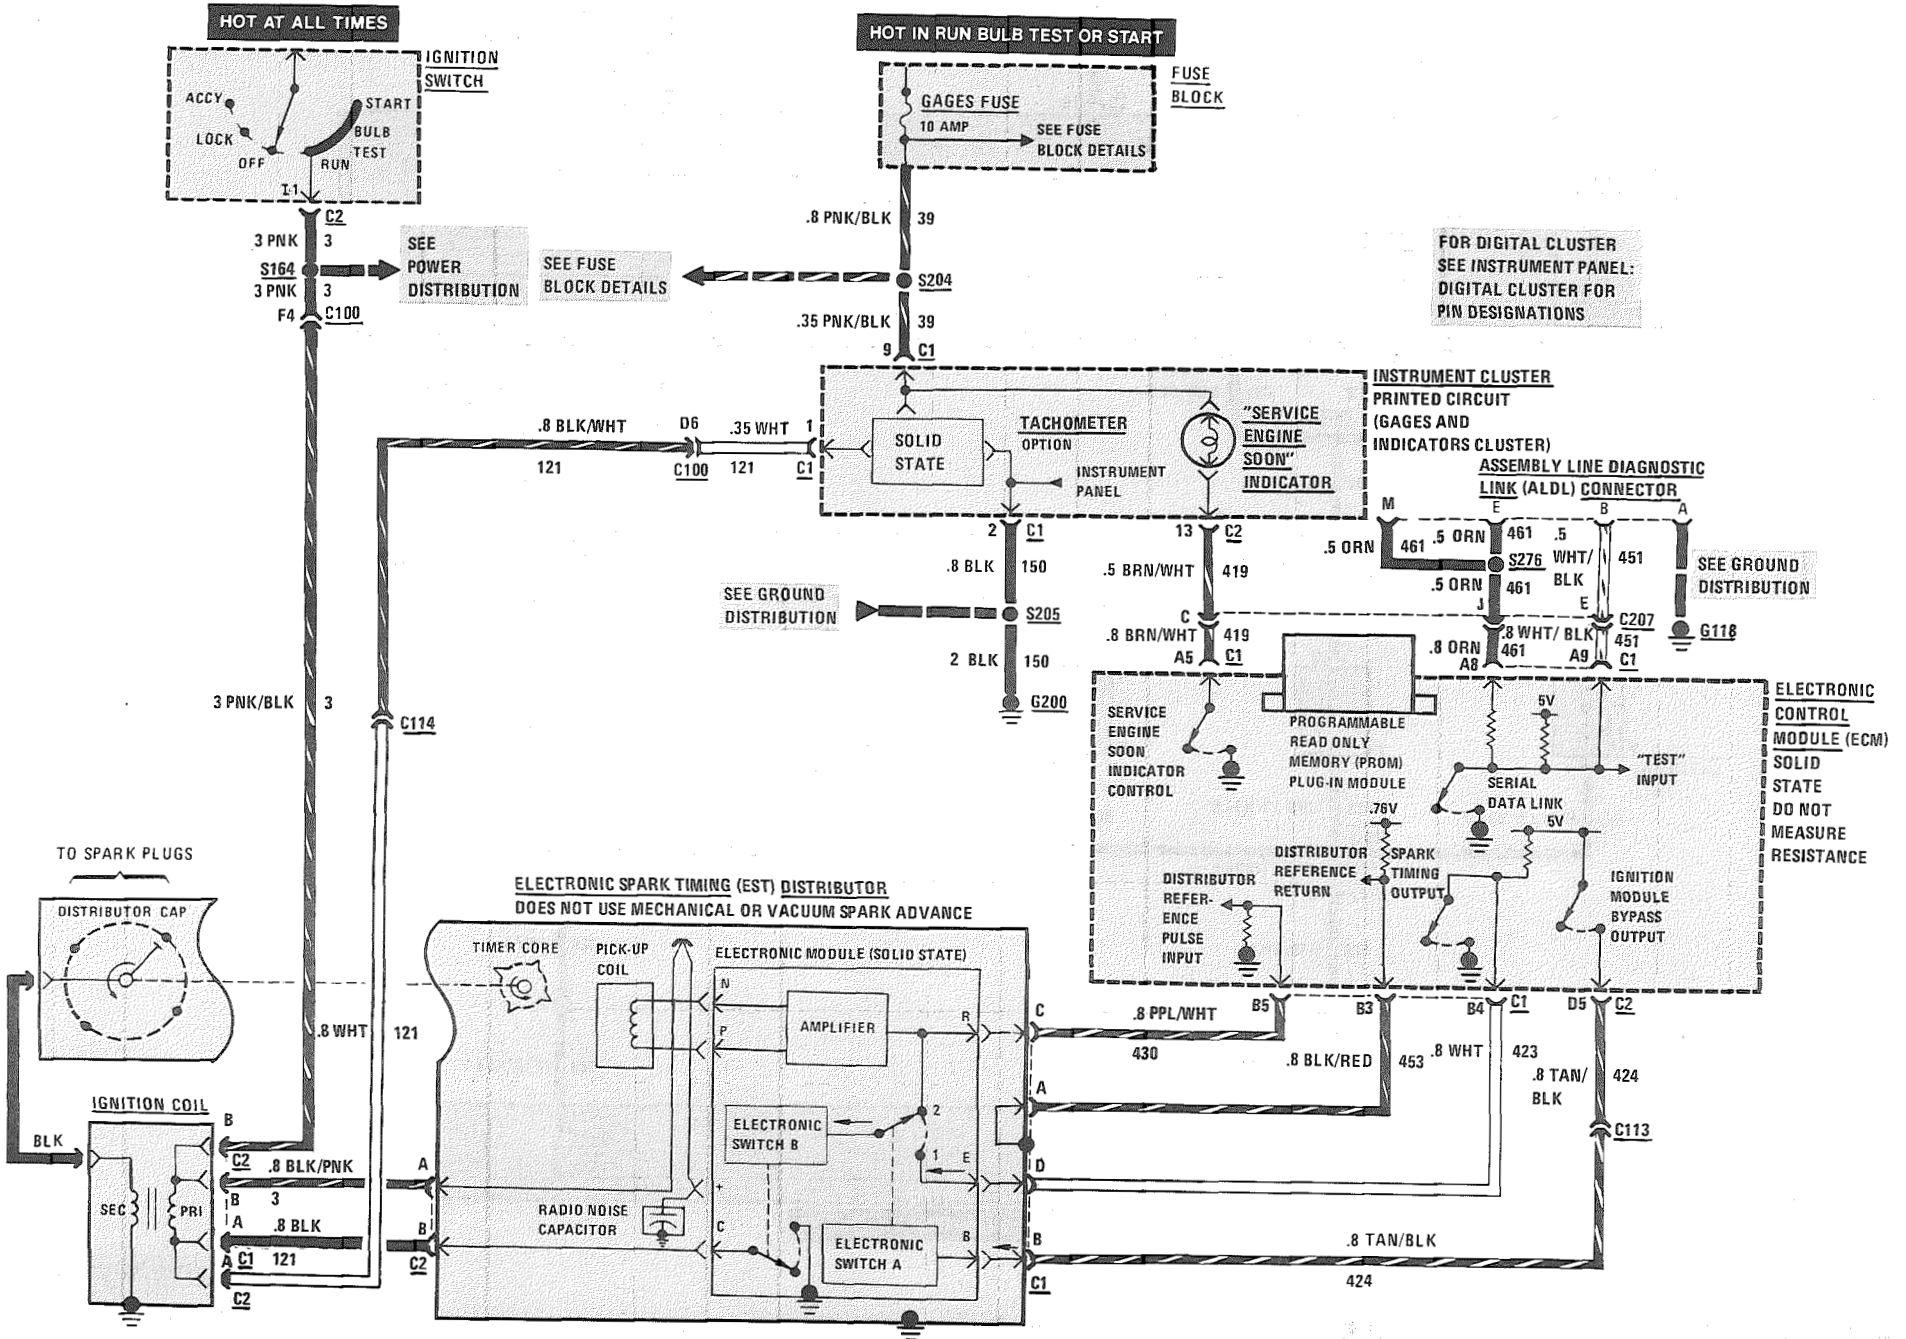 HOT AT ALL TIMES
IGNITION
SWITCH
ACCY
LOCK
OFF
RUN
START
BULB
TEST
I1
C2
3 PNK
3
S164
3 PNK
3
F4
C100
SEE
POWER
DISTRIBUTION
HOT IN RUN BULB TEST OR START
FUSE
BLOCK
GAGES FUSE
10 AMP
SEE FUSE
BLOCK DETAILS
.8 PNK/BLK
39
SEE FUSE
BLOCK DETAILS
S204
.35 PNK/BLK
39
9
C1
FOR DIGITAL CLUSTER
SEE INSTRUMENT PANEL:
DIGITAL CLUSTER FOR
PIN DESIGNATIONS
INSTRUMENT CLUSTER
PRINTED CIRCUIT
(GAGES AND
INDICATORS CLUSTER)
.8 BLK/WHT
121
D6
C100
.35 WHT
121
1
C1
SOLID
STATE
TACHOMETER
OPTION
INSTRUMENT
PANEL
"SERVICE
ENGINE
SOON"
INDICATOR
2
C1
13
C2
.8 BLK
150
SEE GROUND
DISTRIBUTION
S205
2 BLK
150
G200
.5 BRN/WHT
419
C
.8 BRN/WHT
419
A5
C1
ASSEMBLY LINE DIAGNOSTIC
LINK (ALDL) CONNECTOR
M
E
B
A
.5 ORN
461
.5 ORN
461
.5
WHT/
BLK
451
S276
.5 ORN
461
J
E
C207
SEE GROUND
DISTRIBUTION
G118
.8 ORN
461
A8
.8 WHT/BLK
451
A9
C1
ELECTRONIC
CONTROL
MODULE (ECM)
SOLID
STATE
DO NOT
MEASURE
RESISTANCE
SERVICE
ENGINE
SOON
INDICATOR
CONTROL
PROGRAMMABLE
READ ONLY
MEMORY (PROM)
PLUG-IN MODULE
5V
"TEST"
INPUT
SERIAL
DATA LINK
.76V
5V
DISTRIBUTOR
REFERENCE
RETURN
SPARK
TIMING
OUTPUT
DISTRIBUTOR
REFER-
ENCE
PULSE
INPUT
IGNITION
MODULE
BYPASS
OUTPUT
B5
B3
B4
C1
D5
C2
3 PNK/BLK
3
C114
TO SPARK PLUGS
DISTRIBUTOR CAP
.8 WHT
121
ELECTRONIC SPARK TIMING (EST) DISTRIBUTOR
DOES NOT USE MECHANICAL OR VACUUM SPARK ADVANCE
TIMER CORE
PICK-UP
COIL
ELECTRONIC MODULE (SOLID STATE)
N
P
AMPLIFIER
R
ELECTRONIC
SWITCH B
2
1
E
+
C
RADIO NOISE
CAPACITOR
ELECTRONIC
SWITCH A
B
C
.8 PPL/WHT
430
A
.8 BLK/RED
453
.8 WHT
423
.8 TAN/
BLK
424
C113
D
B
C1
.8 TAN/BLK
424
IGNITION COIL
BLK
SEC
PRI
B
C2
.8 BLK/PNK
3
B
A
.8 BLK
A
C1
121
C2
A
B
C2